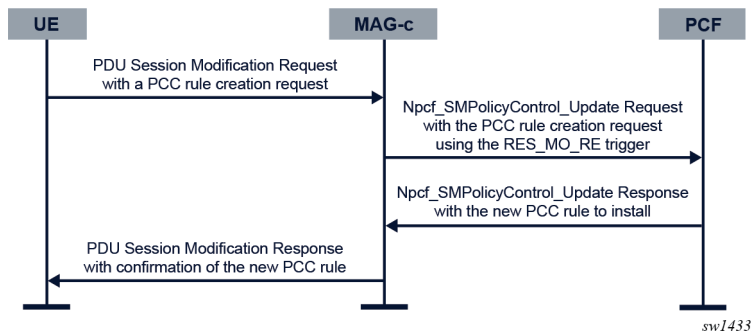 UE
MAG-c
PCF
PDU Session Modification Request
with a PCC rule creation request
Npcf_SMPolicyControl_Update Request
with the PCC rule creation request
using the RES_MO_RE trigger
Npcf_SMPolicyControl_Update Response
with the new PCC rule to install
PDU Session Modification Response
with confirmation of the new PCC rule
sw1433